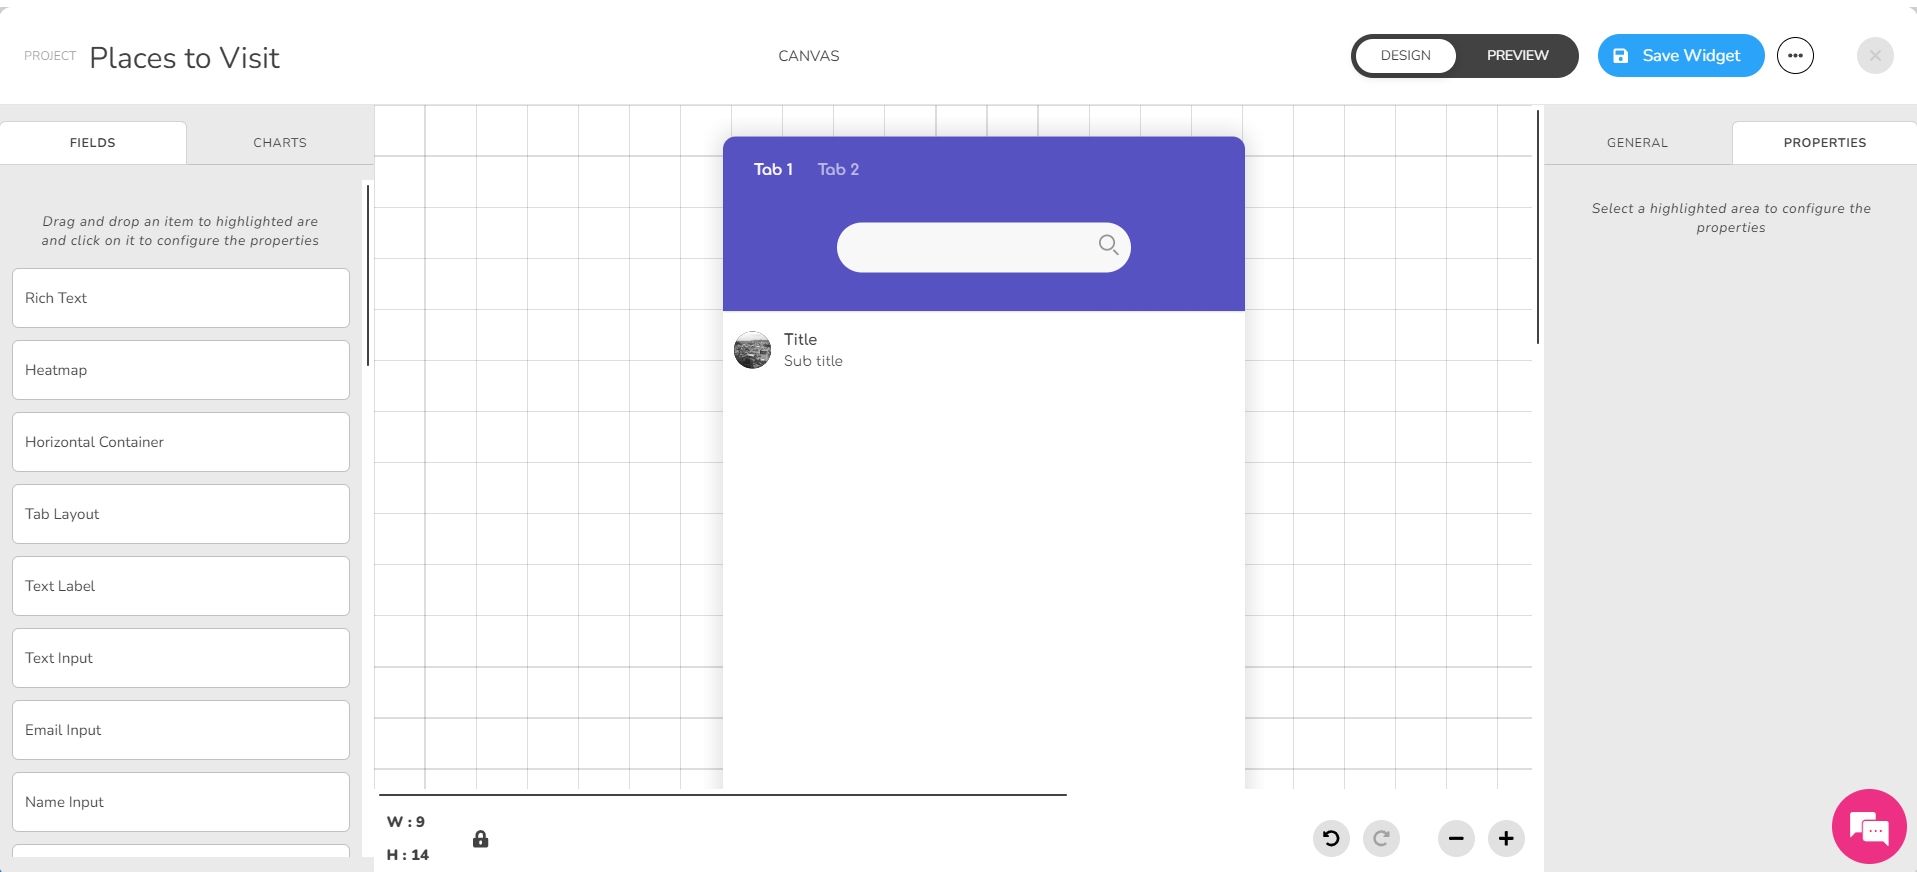 PROJECT Places to Visit
CANVAS
DESIGN
PREVIEW
Save Widget
FIELDS
CHARTS
Drag and drop an item to highlighted are
and click on it to configure the properties
Rich Text
Heatmap
Horizontal Container
Tab Layout
Text Label
Text Input
Email Input
Name Input
Tab 1
Tab 2
Title
Sub title
W : 9
H : 14
GENERAL
PROPERTIES
Select a highlighted area to configure the
properties